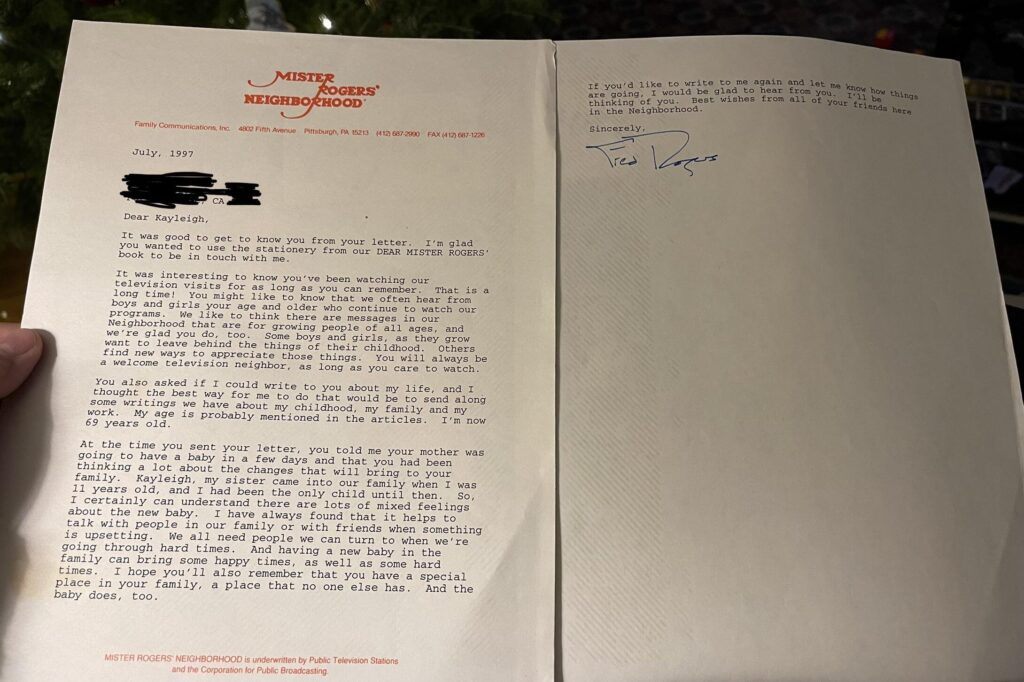 MISTER
ROGERS'
NEIGHBORHOOD
Family Communications, Inc. 4802 Fifth Avenue Pittsburgh, PA 15213 (412) 687-2990 FAX (412) 687-1226
July, 1997
, CA
Dear Kayleigh,
It was good to get to know you from your letter. I'm glad
you wanted to use the stationery from our DEAR MISTER ROGERS'
book to be in touch with me.
It was interesting to know you've been watching our
television visits for as long as you can remember. That is a
long time! You might like to know that we often hear from
boys and girls your age and older who continue to watch our
programs. We like to think there are messages in our
Neighborhood that are for growing people of all ages, and
we're glad you do, too. Some boys and girls, as they grow
want to leave behind the things of their childhood. Others
find new ways to appreciate those things. You will always be
a welcome television neighbor, as long as you care to watch.
You also asked if I could write to you about my life, and I
thought the best way for me to do that would be to send along
some writings we have about my childhood, my family and my
work. My age is probably mentioned in the articles. I'm now
69 years old.
At the time you sent your letter, you told me your mother was
going to have a baby in a few days and that you had been
thinking a lot about the changes that will bring to your
family. Kayleigh, my sister came into our family when I was
11 years old, and I had been the only child until then. So,
I certainly can understand there are lots of mixed feelings
about the new baby. I have always found that it helps to
talk with people in our family or with friends when something
is upsetting. We all need people we can turn to when we're
going through hard times. And having a new baby in the
family can bring some happy times, as well as some hard
times. I hope you'll also remember that you have a special
place in your family, a place that no one else has. And the
baby does, too.
MISTER ROGERS' NEIGHBORHOOD is underwritten by Public Television Stations
and the Corporation for Public Broadcasting.
If you'd like to write to me again and let me know how things
are going, I would be glad to hear from you. I'll be
thinking of you. Best wishes from all of your friends here
in the Neighborhood.
Sincerely,
Fred Rogers